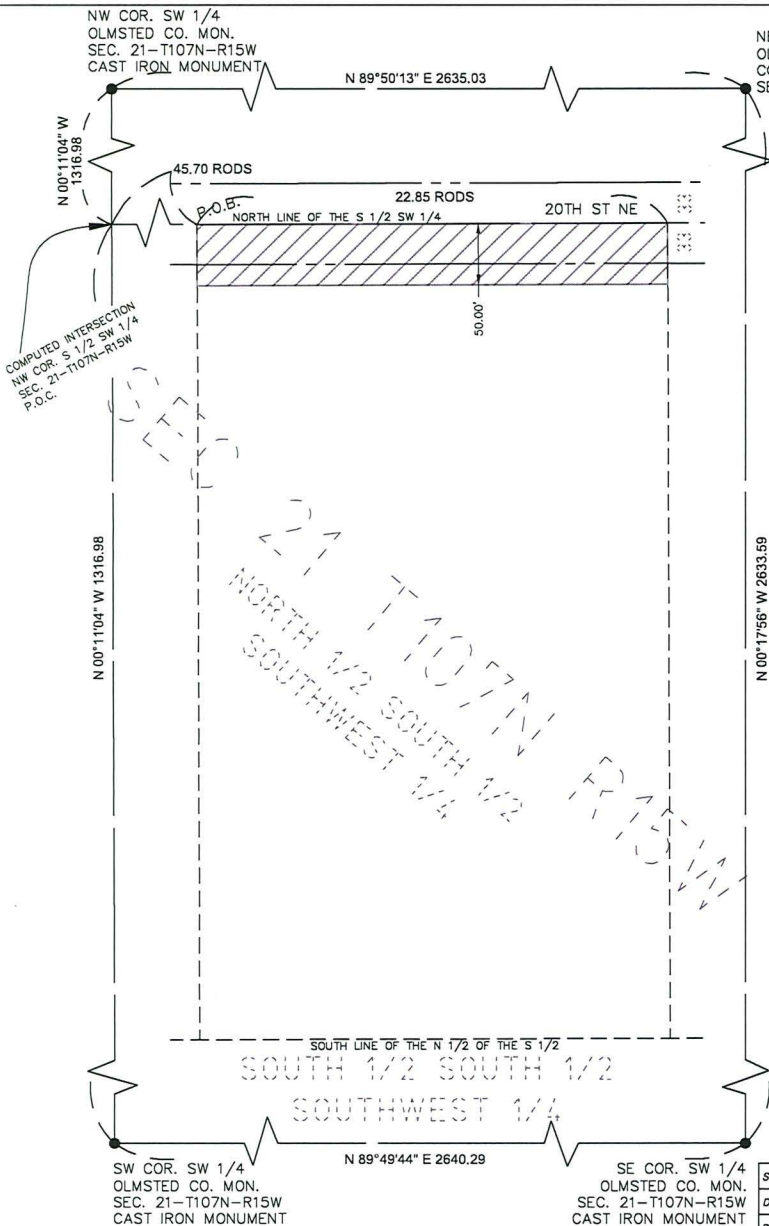 NW COR. SW 1/4
OLMSTED CO. MON.
SEC. 21-T107N-R15W
CAST IRON MONUMENT
N 89°50'13" E 2635.03
N 00°11'04" W
1316.98
45.70 RODS
22.85 RODS
P.O.B.
NORTH LINE OF THE S 1/2 SW 1/4
20TH ST NE
50.00'
COMPUTED INTERSECTION
NW COR. S 1/2 SW 1/4
SEC. 21-T107N-R15W
P.O.C.
SEC 21 T107N R15W
NORTH 1/2 SOUTH 1/2
SOUTHWEST 1/4
N 00°11'04" W 1316.98
N 00°17'56" W 2633.59
SOUTH LINE OF THE N 1/2 OF THE S 1/2
SOUTH 1/2 SOUTH 1/2
SOUTHWEST 1/4
N 89°49'44" E 2640.29
SW COR. SW 1/4
OLMSTED CO. MON.
SEC. 21-T107N-R15W
CAST IRON MONUMENT
SE COR. SW 1/4
OLMSTED CO. MON.
SEC. 21-T107N-R15W
CAST IRON MONUMENT